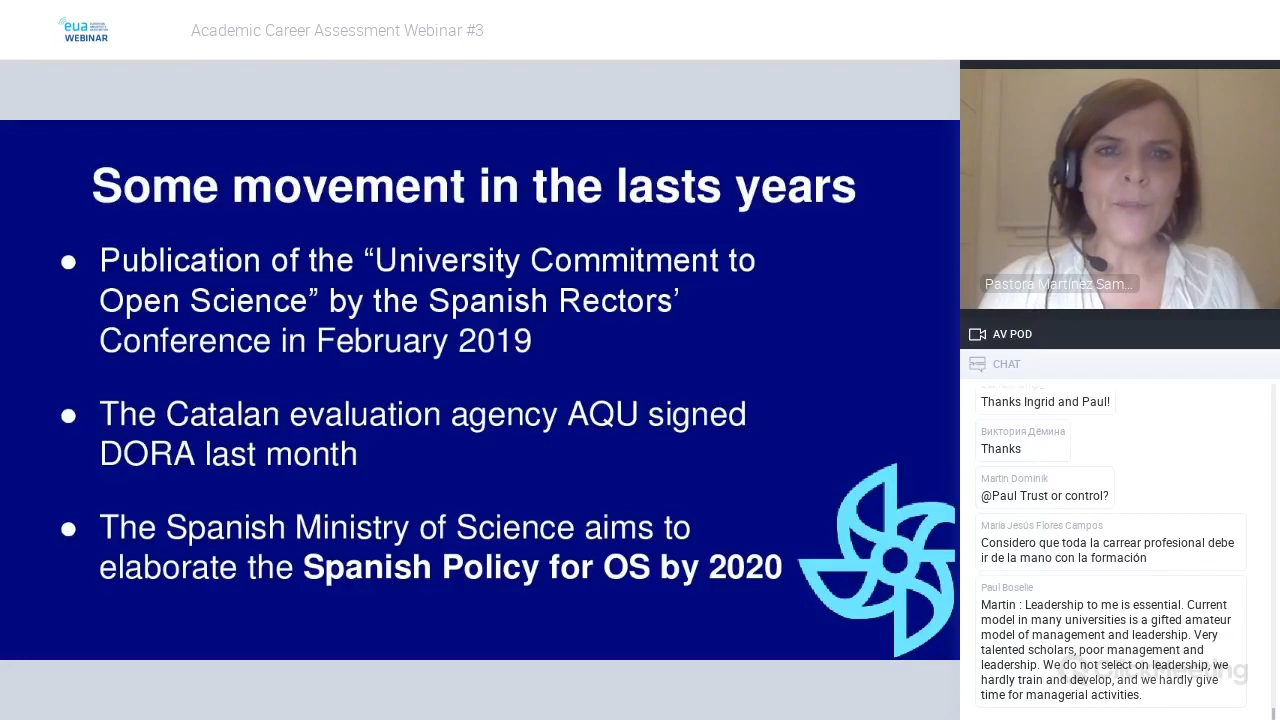 eua
WEBINAR
Academic Career Assessment Webinar #3
Some movement in the lasts years
● Publication of the “University Commitment to
Open Science” by the Spanish Rectors’
Conference in February 2019
● The Catalan evaluation agency AQU signed
DORA last month
● The Spanish Ministry of Science aims to
elaborate the Spanish Policy for OS by 2020
Pastora Martínez Sam...
AV POD
CHAT
Thanks Ingrid and Paul!
Виктория Дёмина
Thanks
Martin Dominik
@Paul Trust or control?
Maria Jesús Flores Campos
Considero que toda la carrear profesional debe
ir de la mano con la formación
Paul Boselie
Martin : Leadership to me is essential. Current
model in many universities is a gifted amateur
model of management and leadership. Very
talented scholars, poor management and
leadership. We do not select on leadership, we
hardly train and develop, and we hardly give
time for managerial activities.